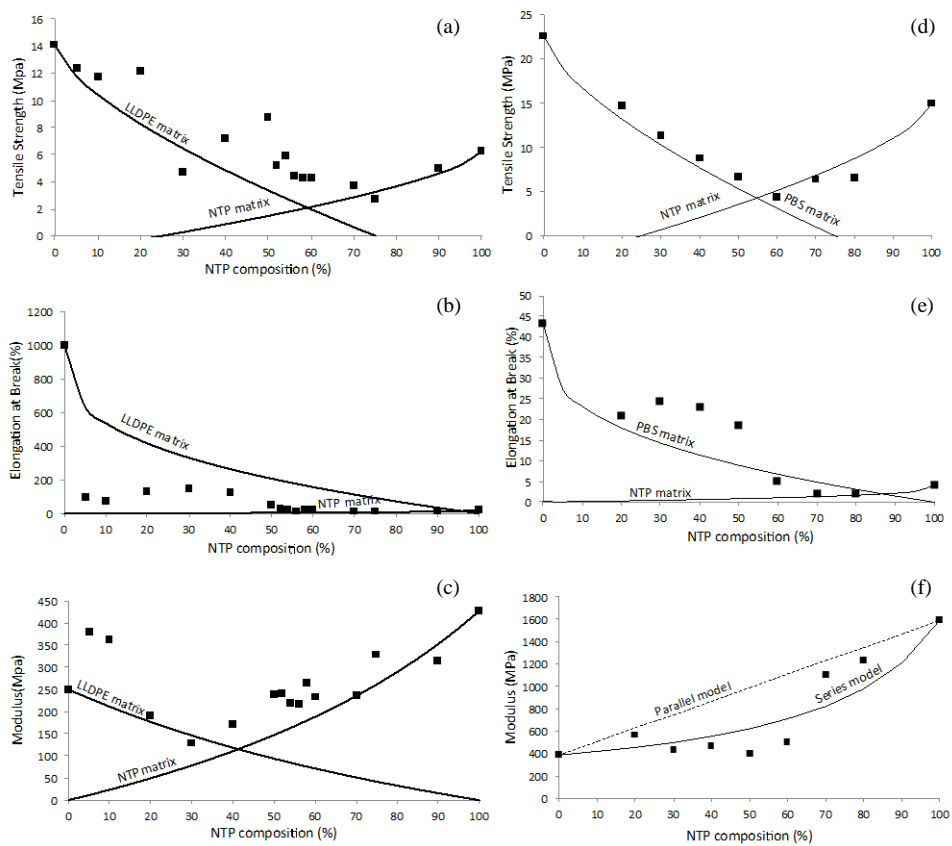 (a)
Tensile Strength (Mpa)
16
14
12
10
8
6
4
2
0
LLDPE matrix
NTP matrix
0 10 20 30 40 50 60 70 80 90 100
NTP composition (%)
(d)
Tensile Strength (MPa)
25
20
15
10
5
0
NTP matrix
PBS matrix
0 10 20 30 40 50 60 70 80 90 100
NTP composition (%)
(b)
Elongation at Break(%)
1200
1000
800
600
400
200
0
LLDPE matrix
NTP matrix
0 10 20 30 40 50 60 70 80 90 100
NTP composition (%)
(e)
Elongation at Break (%)
50
45
40
35
30
25
20
15
10
5
0
PBS matrix
NTP matrix
0 10 20 30 40 50 60 70 80 90 100
NTP composition (%)
(c)
Modulus(Mpa)
450
400
350
300
250
200
150
100
50
0
LLDPE matrix
NTP matrix
0 10 20 30 40 50 60 70 80 90 100
NTP composition (%)
(f)
Modulus (MPa)
1800
1600
1400
1200
1000
800
600
400
200
0
Parallel model
Series model
0 10 20 30 40 50 60 70 80 90 100
NTP composition (%)